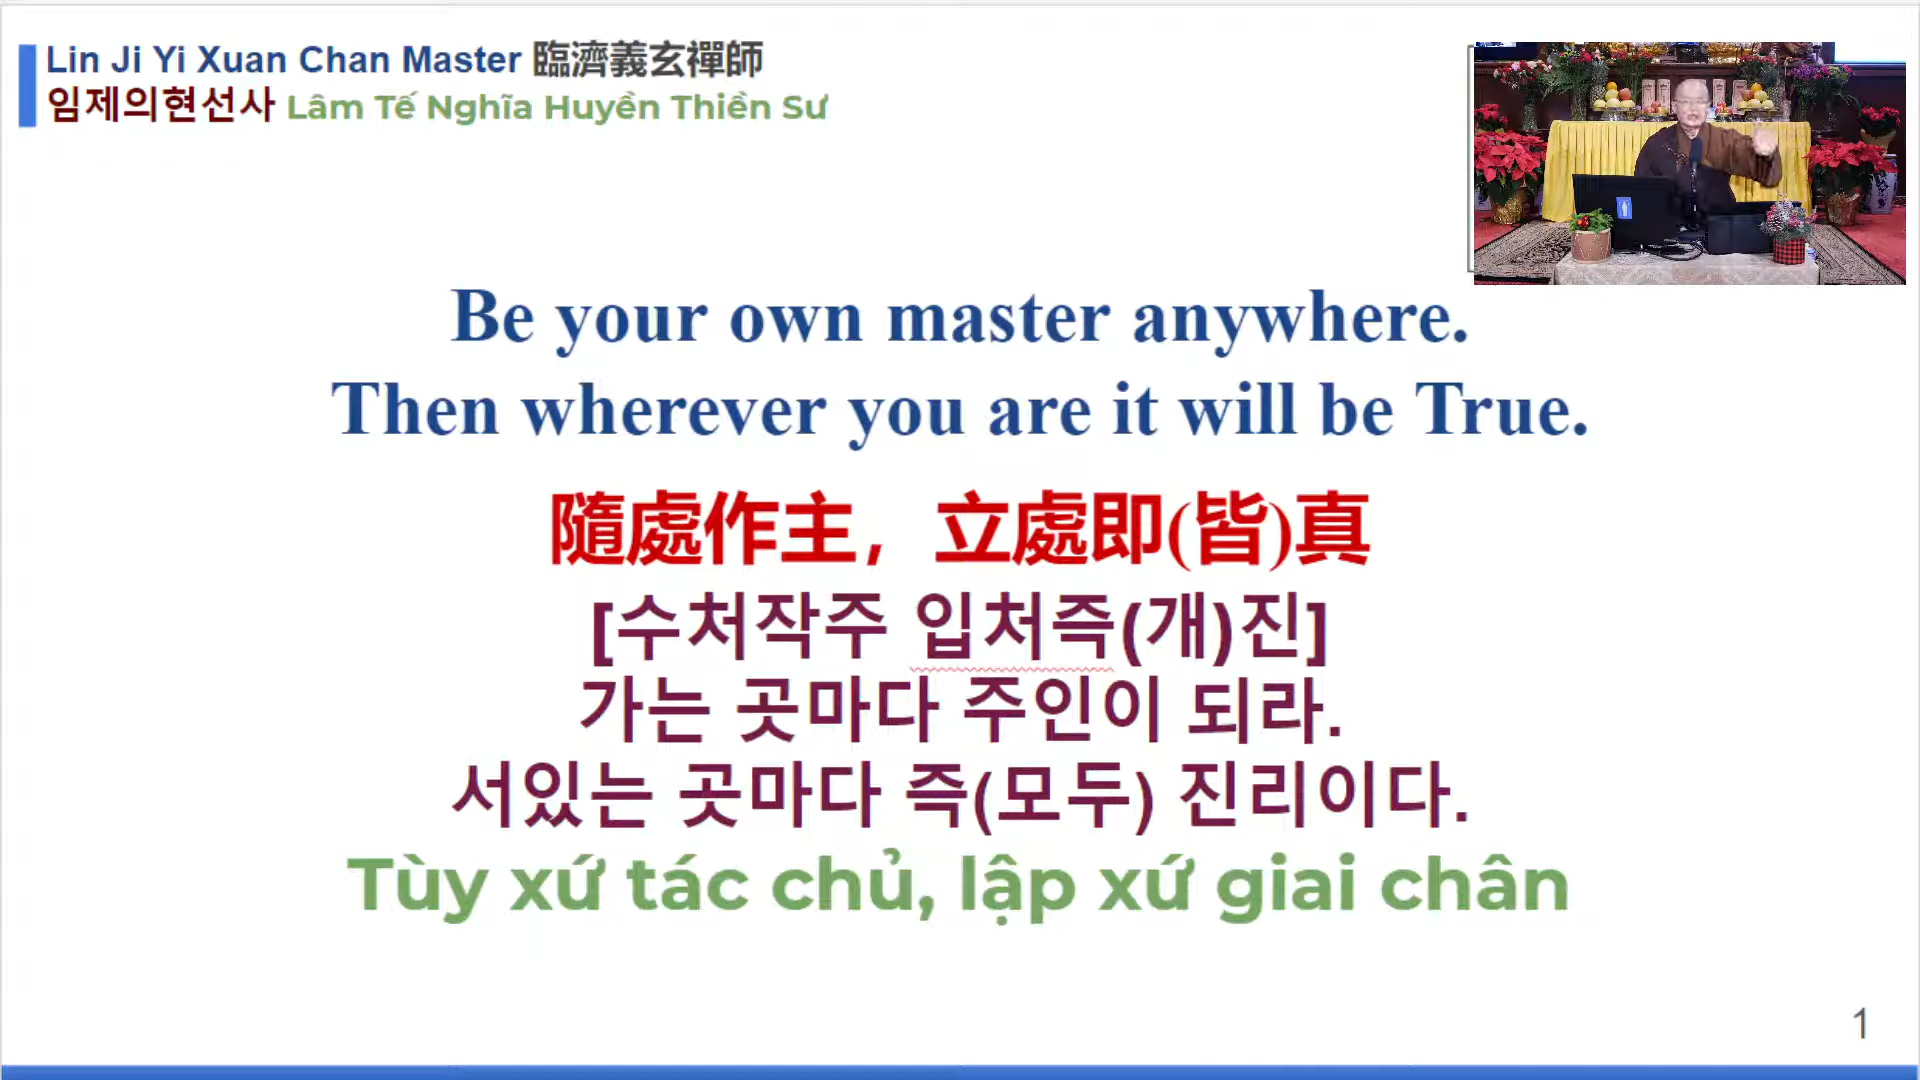 Lin Ji Yi Xuan Chan Master 臨濟義玄禪師
임제의현선사 Lâm Tế Nghĩa Huyền Thiền Sư
Be your own master anywhere.
Then wherever you are it will be True.
隨處作主，立處即(皆)真
[수처작주 입처즉(개)진]
가는 곳마다 주인이 되라.
서있는 곳마다 즉(모두) 진리이다.
Tùy xứ tác chủ, lập xứ giai chân
1